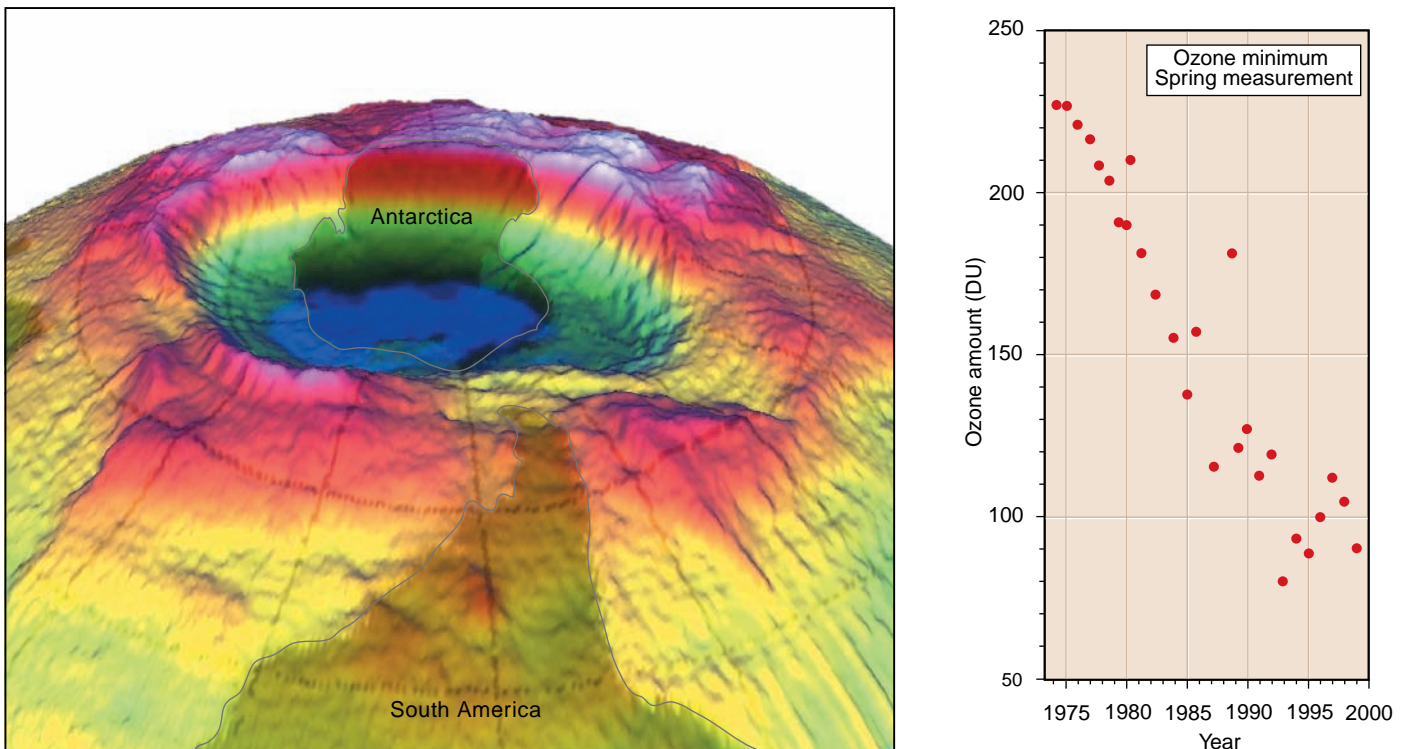 Antarctica
South America
Ozone minimum
Spring measurement
Ozone amount (DU)
250
200
150
100
50
1975 1980 1985 1990 1995 2000
Year